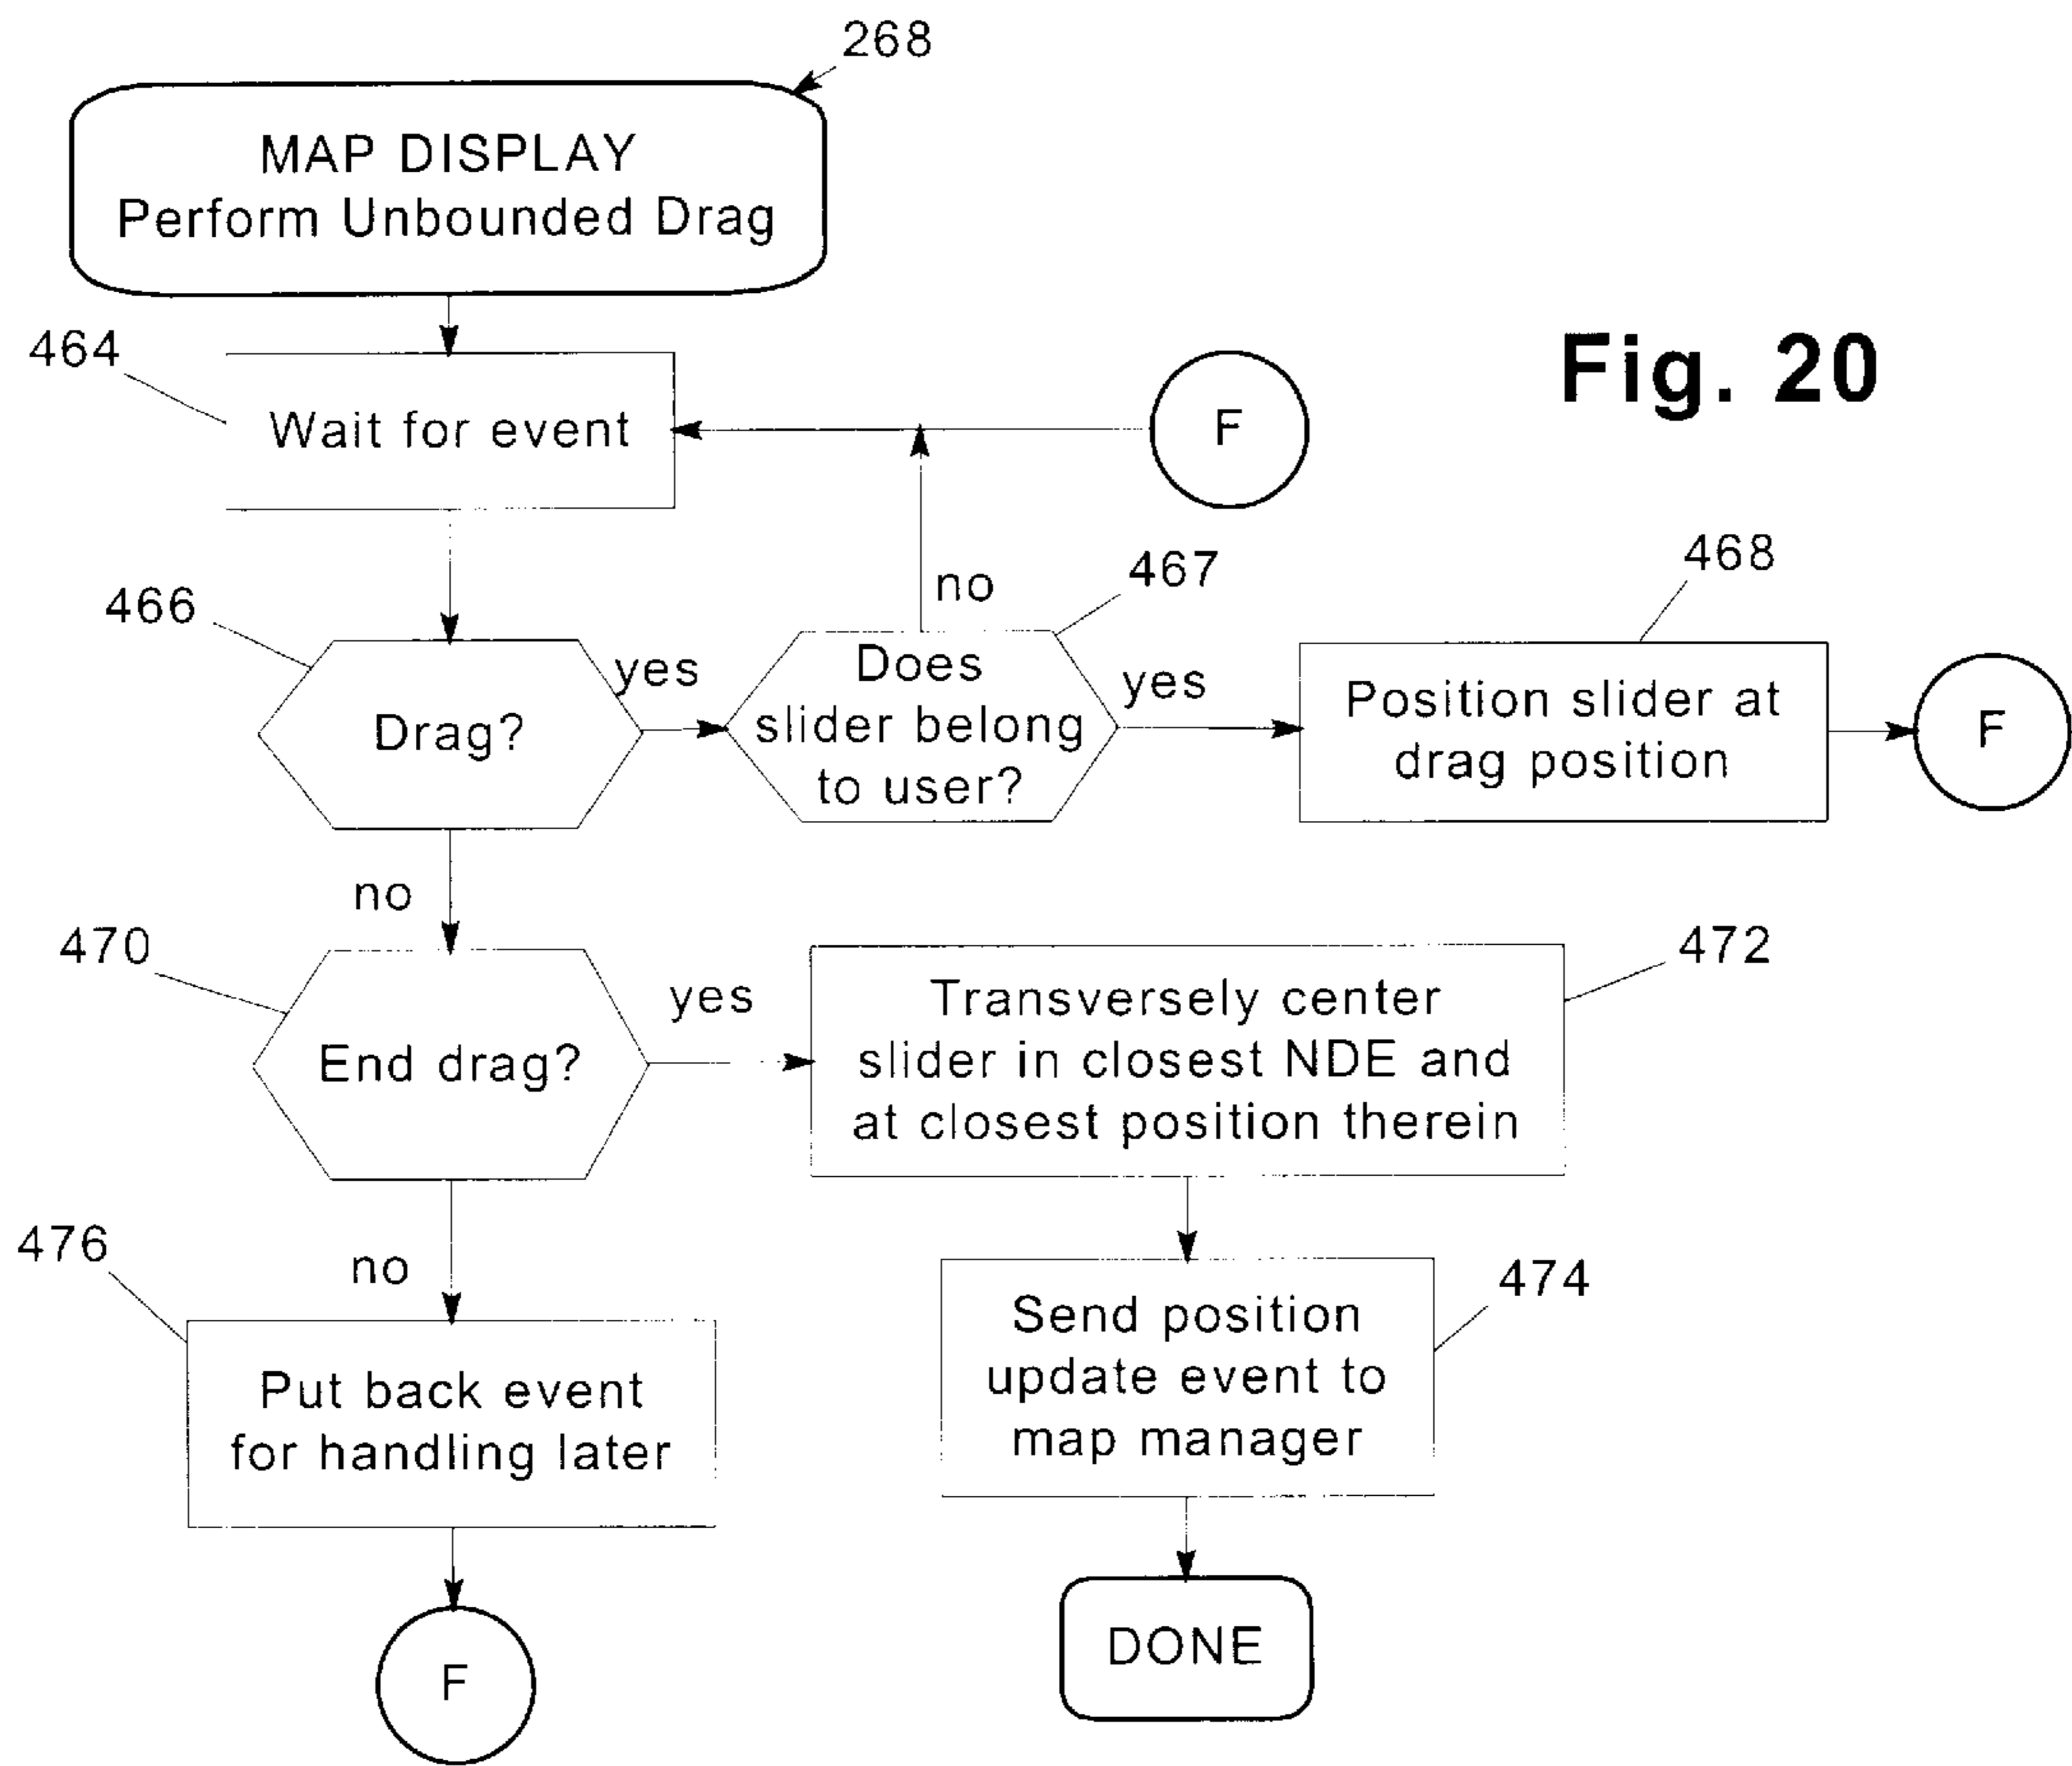 268
MAP DISPLAY
Perform Unbounded Drag
464
Wait for event
F
Fig. 20
466
Drag?
yes
no
467
Does
slider belong
to user?
yes
468
Position slider at
drag position
F
no
470
End drag?
yes
472
Transversely center
slider in closest NDE and
at closest position therein
476
no
474
Send position
update event to
map manager
Put back event
for handling later
F
DONE